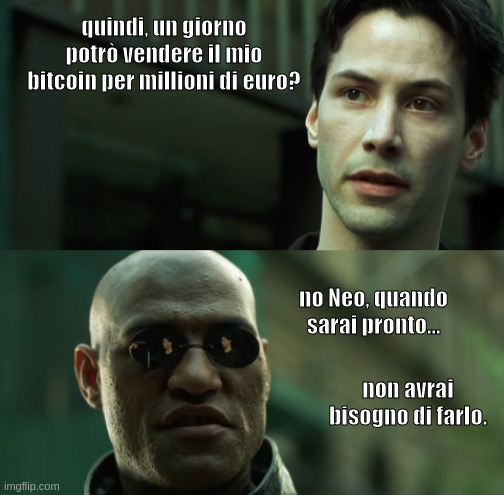 quindi, un giorno
potrò vendere il mio
bitcoin per millioni di euro?
no Neo, quando
sarai pronto...
non avrai
bisogno di farlo.
imgflip.com